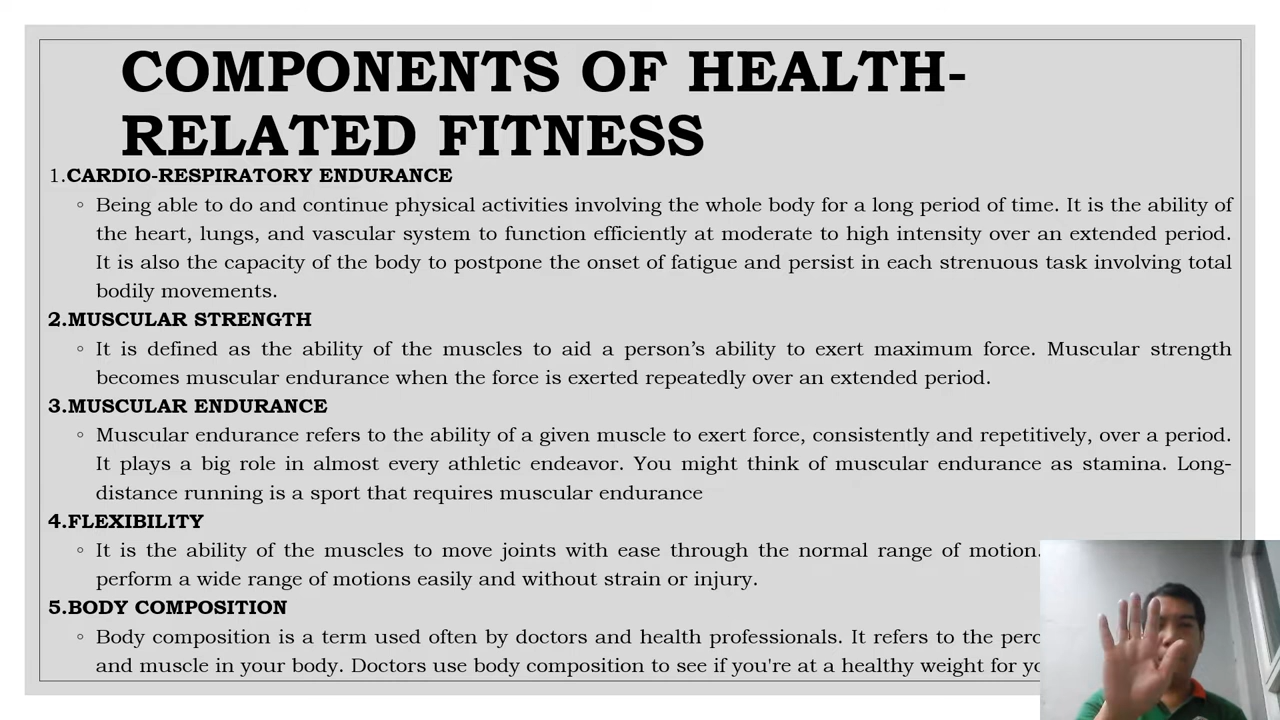 COMPONENTS OF HEALTH-
RELATED FITNESS
1.CARDIO-RESPIRATORY ENDURANCE
◦ Being able to do and continue physical activities involving the whole body for a long period of time. It is the ability of
the heart, lungs, and vascular system to function efficiently at moderate to high intensity over an extended period.
It is also the capacity of the body to postpone the onset of fatigue and persist in each strenuous task involving total
bodily movements.
2.MUSCULAR STRENGTH
◦ It is defined as the ability of the muscles to aid a person’s ability to exert maximum force. Muscular strength
becomes muscular endurance when the force is exerted repeatedly over an extended period.
3.MUSCULAR ENDURANCE
◦ Muscular endurance refers to the ability of a given muscle to exert force, consistently and repetitively, over a period.
It plays a big role in almost every athletic endeavor. You might think of muscular endurance as stamina. Long-
distance running is a sport that requires muscular endurance
4.FLEXIBILITY
◦ It is the ability of the muscles to move joints with ease through the normal range of motion.
perform a wide range of motions easily and without strain or injury.
5.BODY COMPOSITION
◦ Body composition is a term used often by doctors and health professionals. It refers to the
and muscle in your body. Doctors use body composition to see if you're at a healthy weight for